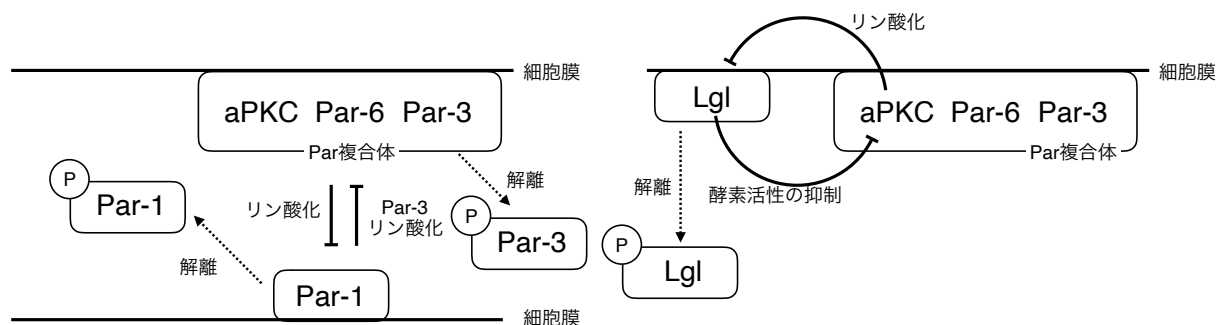 細胞膜
aPKC Par-6 Par-3
Par複合体
P
Par-1
リン酸化
Par-3
リン酸化
解離
P
Par-3
解離
Par-1
細胞膜
リン酸化
細胞膜
Lgl
aPKC Par-6 Par-3
Par複合体
解離
酵素活性の抑制
P
Lgl